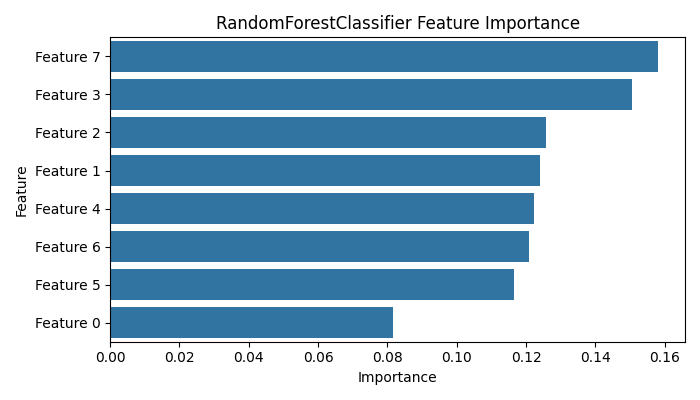 RandomForestClassifier Feature Importance
Feature
Feature 7
Feature 3
Feature 2
Feature 1
Feature 4
Feature 6
Feature 5
Feature 0
0.00 0.02 0.04 0.06 0.08 0.10 0.12 0.14 0.16
Importance